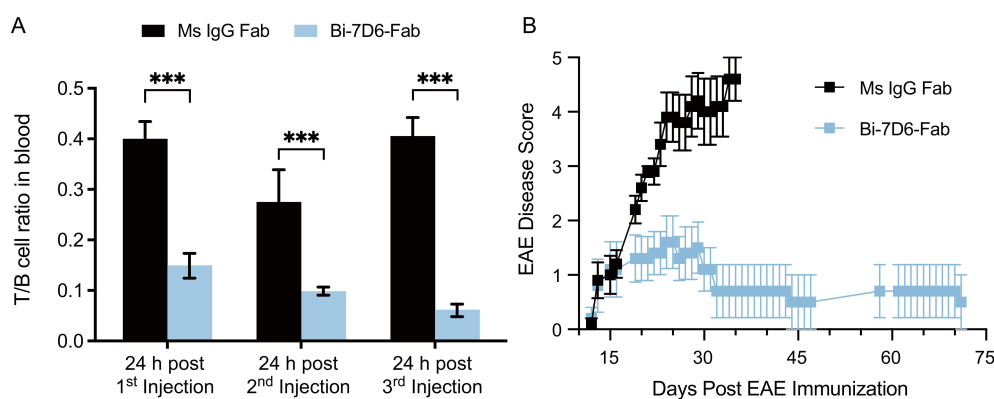 A
Ms IgG Fab
Bi-7D6-Fab
T/B cell ratio in blood
0.5
0.4
0.3
0.2
0.1
0.0
***
***
***
24 h post
1st Injection
24 h post
2nd Injection
24 h post
3rd Injection
B
EAE Disease Score
5
4
3
2
1
0
Ms IgG Fab
Bi-7D6-Fab
15
30
45
60
75
Days Post EAE Immunization